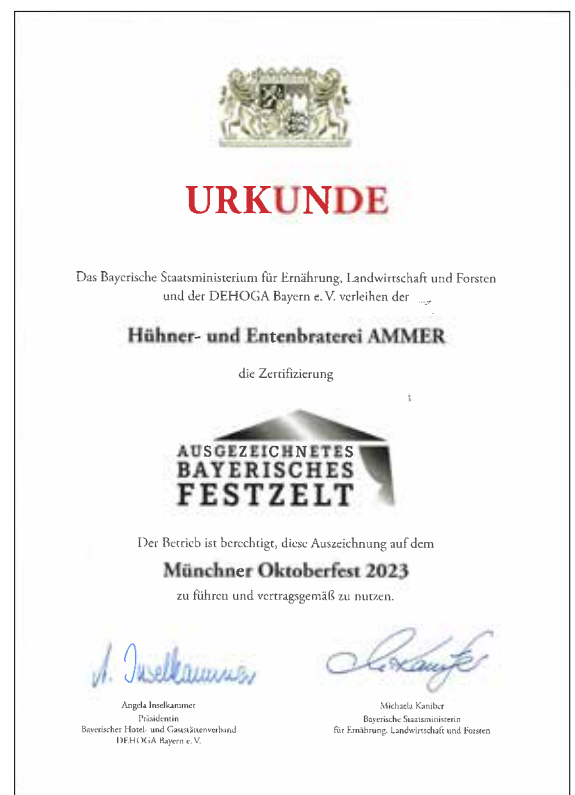 URKUNDE
Das Bayerische Staatsministerium für Ernährung, Landwirtschaft und Forsten
und der DEHOGA Bayern e. V. verleihen der
Hühner- und Entenbraterei AMMER
die Zertifizierung
AUSGEZEICHNETES
BAYERISCHES
FESTZELT
Der Betrieb ist berechtigt, diese Auszeichnung auf dem
Münchner Oktoberfest 2023
zu führen und vertragsgemäß zu nutzen.
A. Inselkammer
Angela Inselkammer
Präsidentin
Bayerischer Hotel- und Gaststättenverband
DEHOGA Bayern e. V.
Michaela Kaniber
Bayerische Staatsministerin
für Ernährung, Landwirtschaft und Forsten